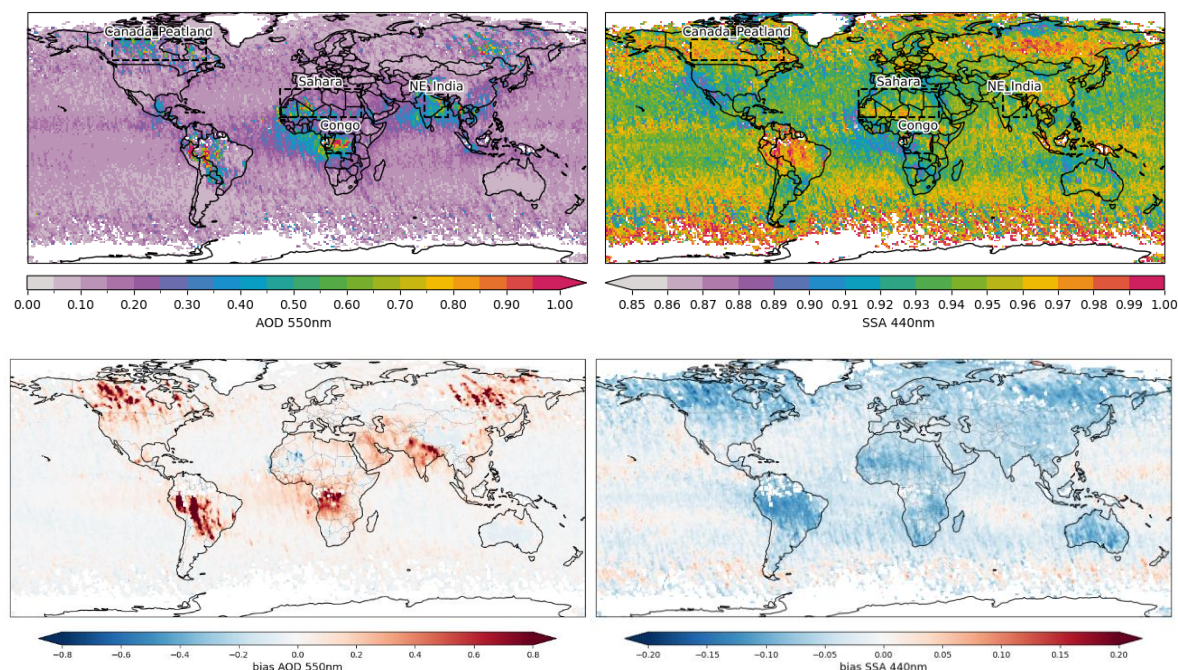 Canada_Peatland
Sahara
NE_India
Congo
0.00 0.10 0.20 0.30 0.40 0.50 0.60 0.70 0.80 0.90 1.00
AOD 550nm
Canada_Peatland
Sahara
NE_India
Congo
0.85 0.86 0.87 0.88 0.89 0.90 0.91 0.92 0.93 0.94 0.95 0.96 0.97 0.98 0.99 1.00
SSA 440nm
−0.8 −0.6 −0.4 −0.2 0.0 0.2 0.4 0.6 0.8
bias AOD 550nm
−0.20 −0.15 −0.10 −0.05 0.00 0.05 0.10 0.15 0.20
bias SSA 440nm